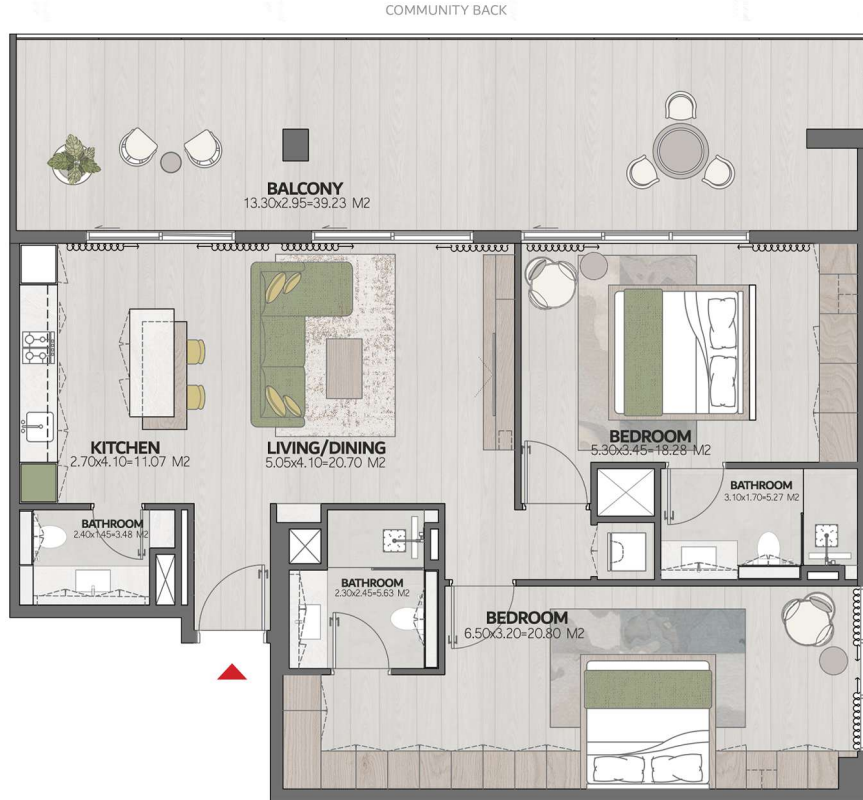 COMMUNITY BACK
BALCONY
13.30x2.95=39.23 M2
KITCHEN
2.70x4.10=11.07 M2
LIVING/DINING
5.05x4.10=20.70 M2
BEDROOM
5.30x3.45=18.28 M2
BATHROOM
3.10x1.70=5.27 M2
BATHROOM
2.40x1.45=3.48 M2
BATHROOM
2.30x2.45=5.63 M2
BEDROOM
6.50x3.20=20.80 M2